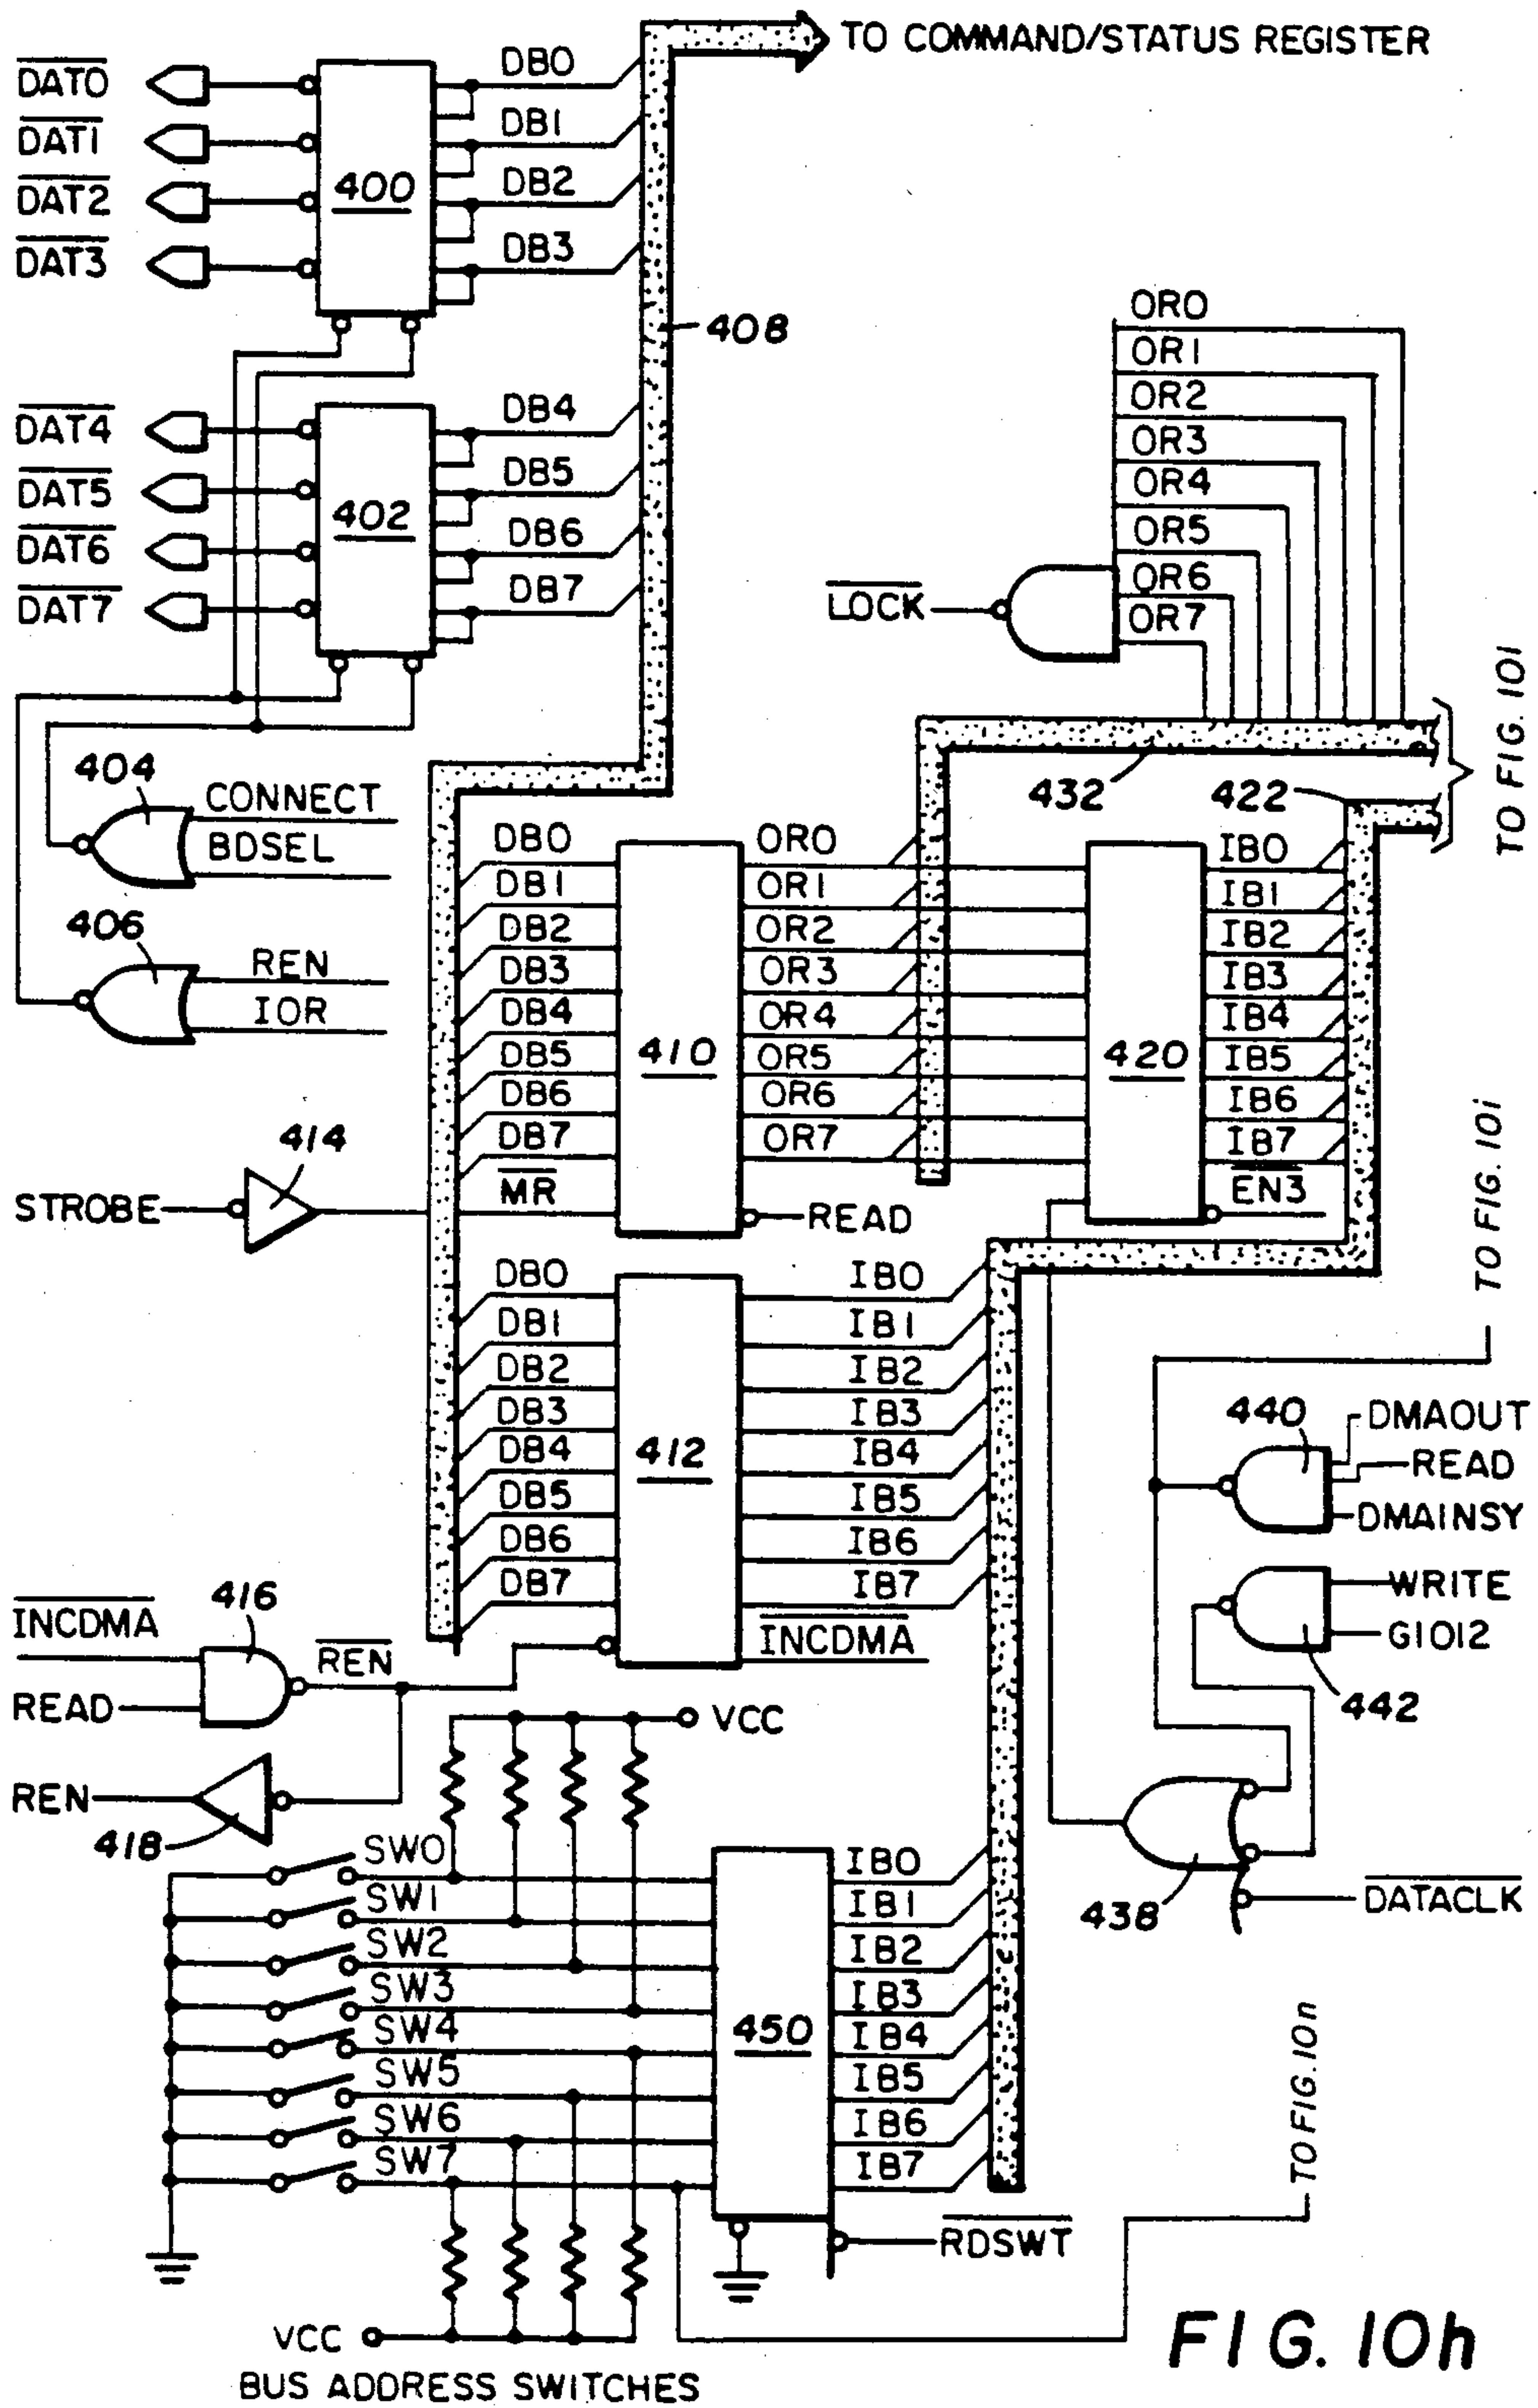 TO COMMAND/STATUS REGISTER
DAT0
DAT1
DAT2
DAT3
400
DB0
DB1
DB2
DB3
408
DAT4
DAT5
DAT6
DAT7
402
DB4
DB5
DB6
DB7
OR0
OR1
OR2
OR3
OR4
OR5
OR6
OR7
LOCK
TO FIG. 10I
432
422
404
CONNECT
BDSEL
406
REN
IOR
414
STROBE
DB0
DB1
DB2
DB3
DB4
DB5
DB6
DB7
MR
410
OR0
OR1
OR2
OR3
OR4
OR5
OR6
OR7
READ
420
IB0
IB1
IB2
IB3
IB4
IB5
IB6
IB7
EN3
TO FIG. 10i
DB0
DB1
DB2
DB3
DB4
DB5
DB6
DB7
412
IB0
IB1
IB2
IB3
IB4
IB5
IB6
IB7
INCDMA
440
DMAOUT
READ
DMAINSY
WRITE
G1012
442
INCDMA
READ
416
REN
REN
418
VCC
438
DATACLK
SW0
SW1
SW2
SW3
SW4
SW5
SW6
SW7
450
IB0
IB1
IB2
IB3
IB4
IB5
IB6
IB7
RDSWT
TO FIG. 10n
VCC
BUS ADDRESS SWITCHES
FIG. 10h